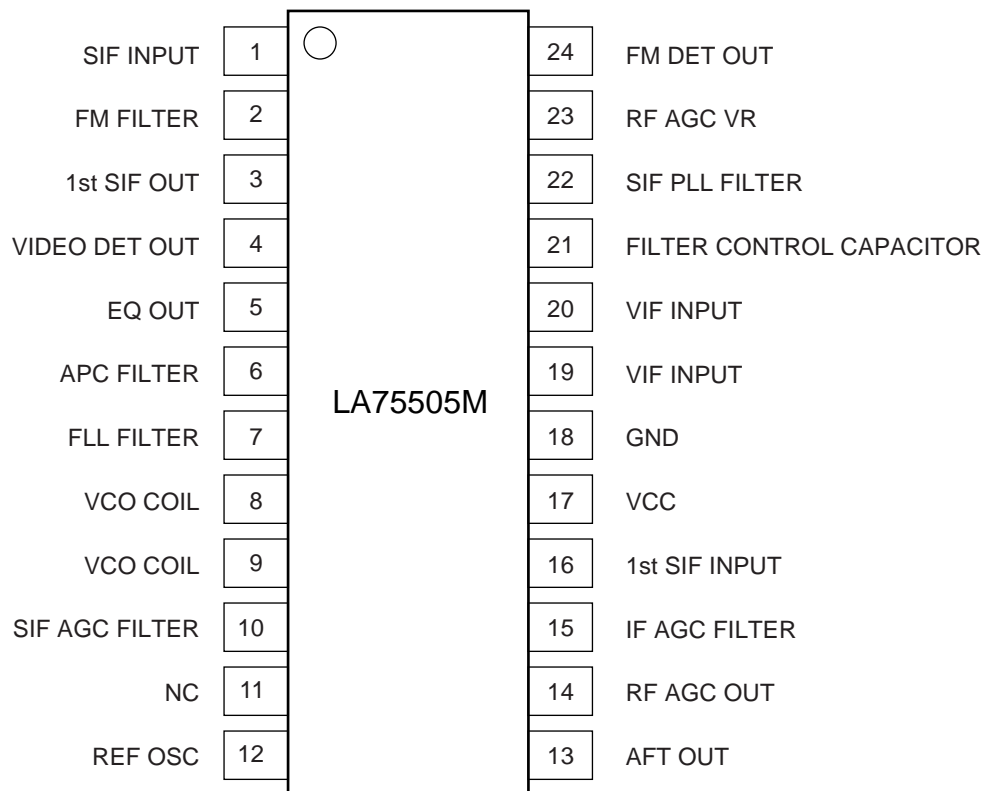 SIF INPUT 1 24 FM DET OUT
FM FILTER 2 23 RF AGC VR
1st SIF OUT 3 22 SIF PLL FILTER
VIDEO DET OUT 4 21 FILTER CONTROL CAPACITOR
EQ OUT 5 20 VIF INPUT
APC FILTER 6 19 VIF INPUT
LA75505M
FLL FILTER 7 18 GND
VCO COIL 8 17 VCC
VCO COIL 9 16 1st SIF INPUT
SIF AGC FILTER 10 15 IF AGC FILTER
NC 11 14 RF AGC OUT
REF OSC 12 13 AFT OUT